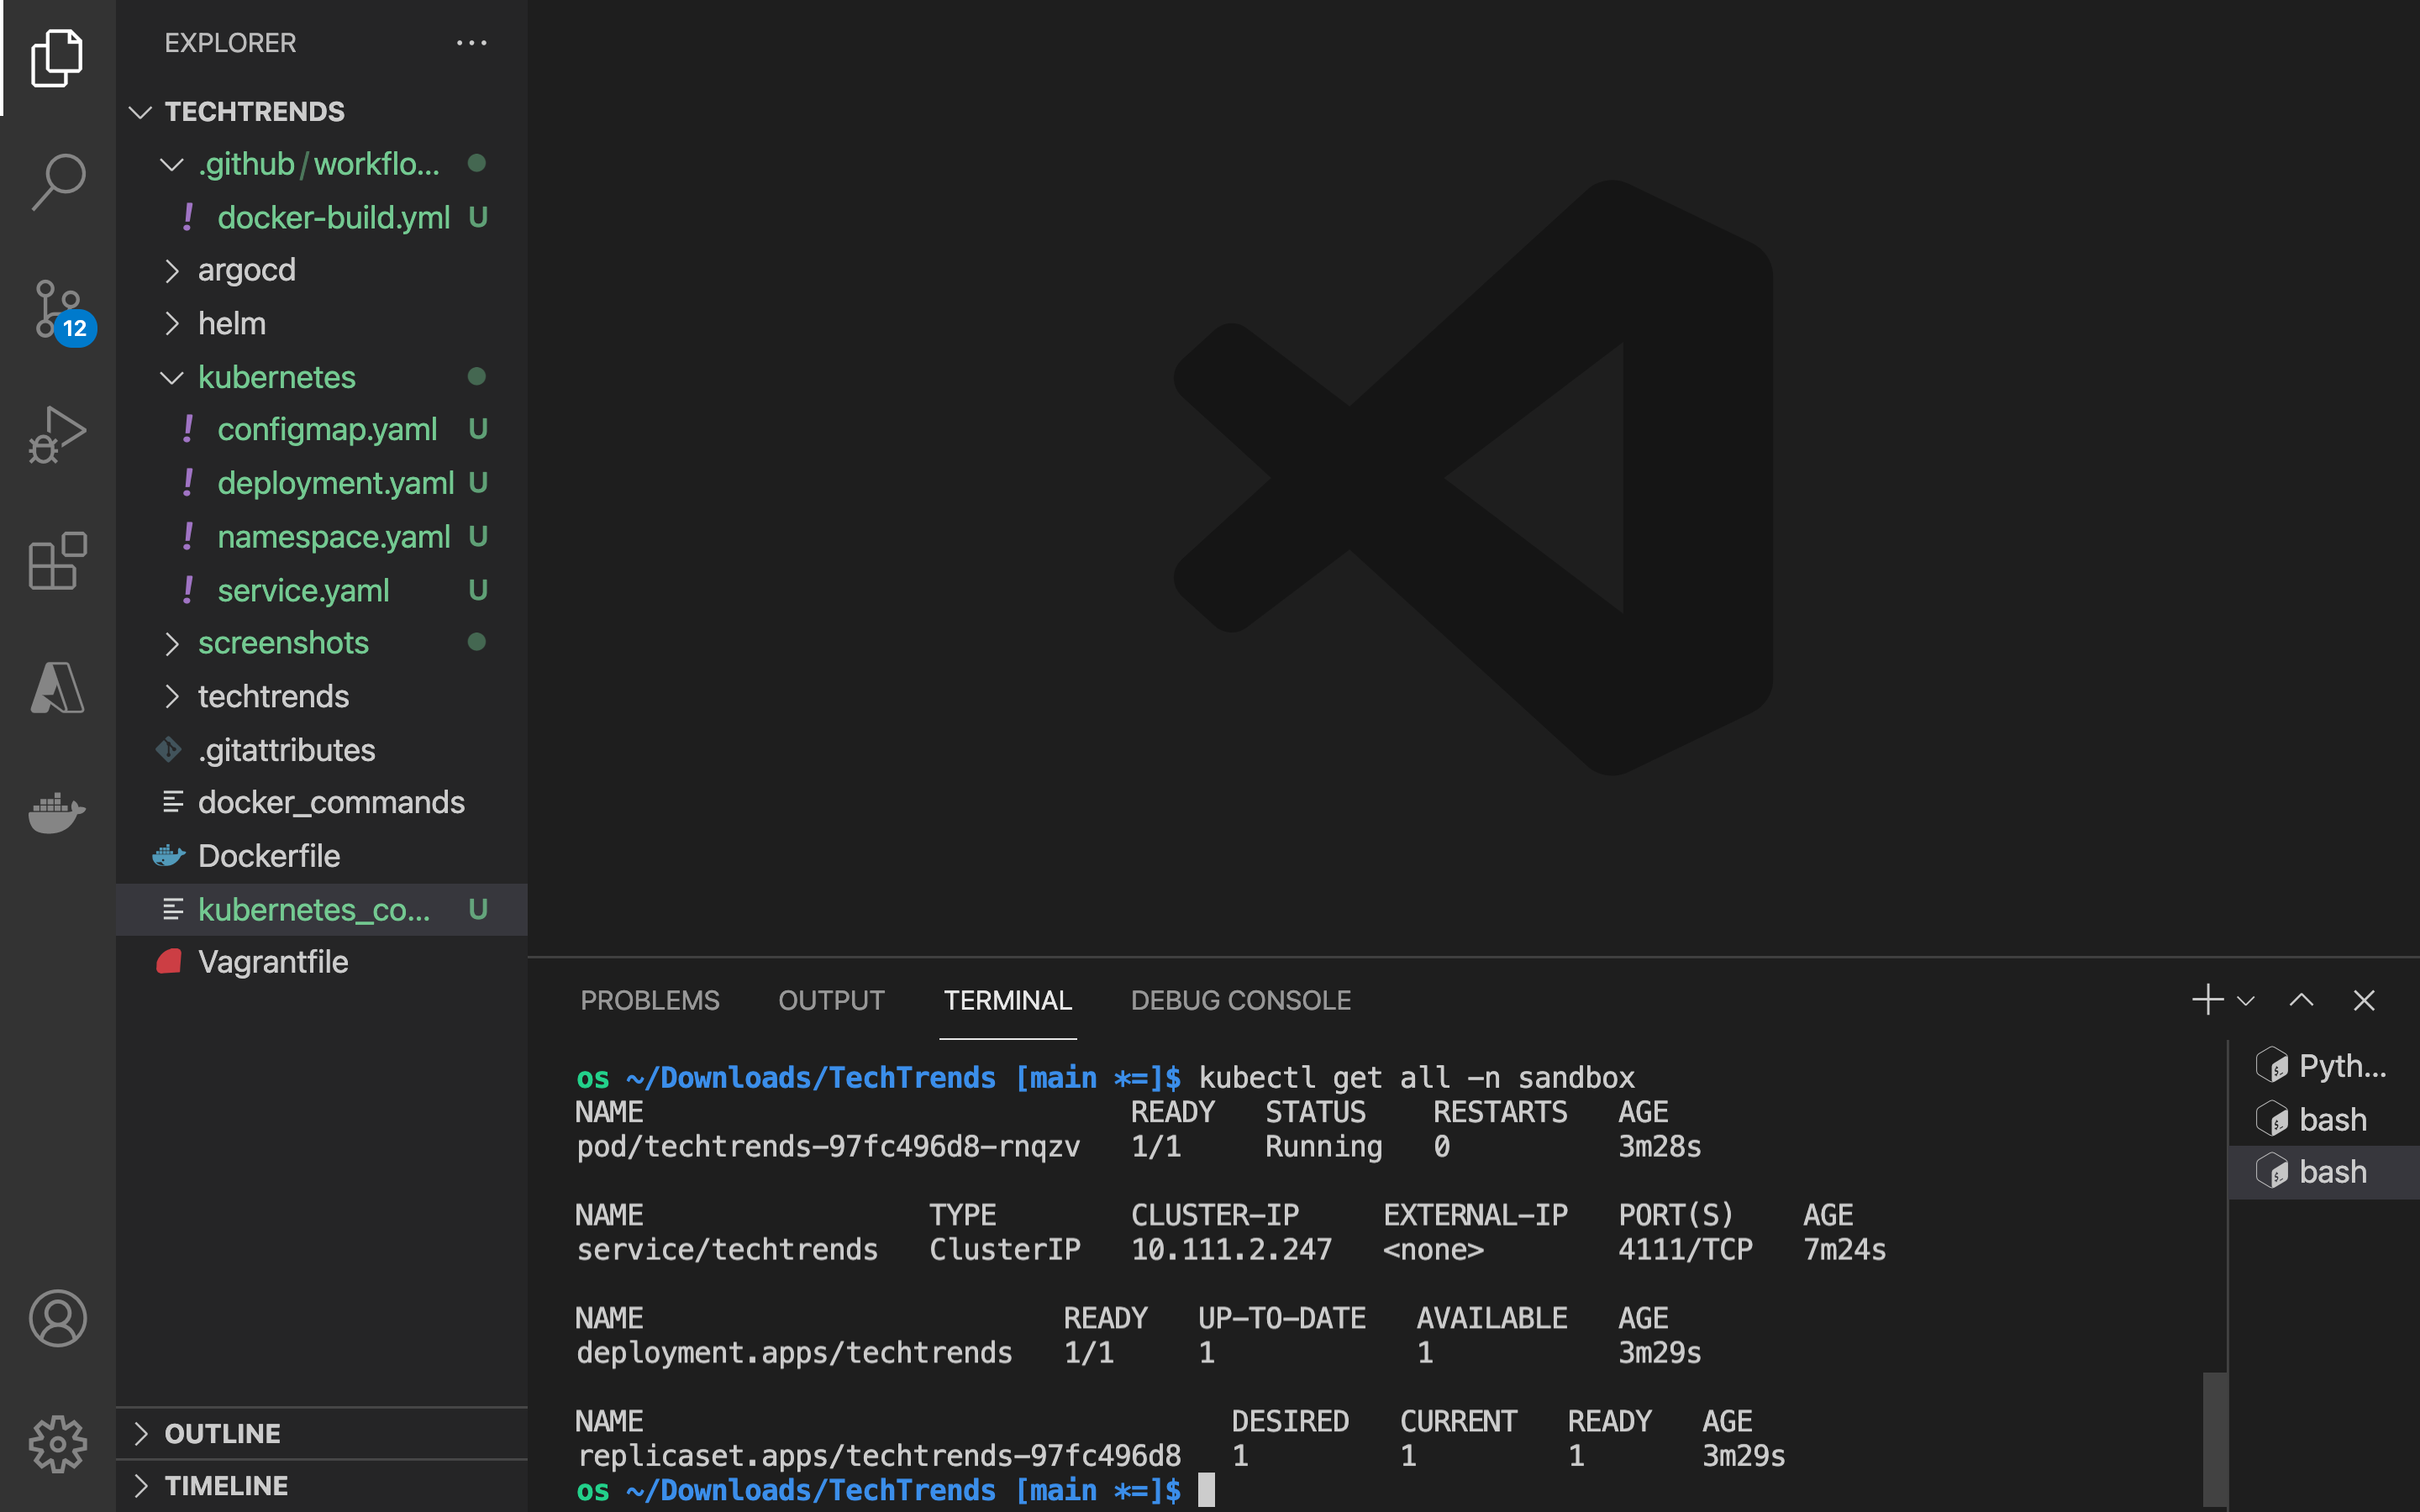 EXPLORER
TECHTRENDS
.github/workflo...
docker-build.yml U
argocd
helm
12
kubernetes
configmap.yaml U
deployment.yaml U
namespace.yaml U
service.yaml U
screenshots
techtrends
.gitattributes
docker_commands
Dockerfile
kubernetes_co... U
Vagrantfile
OUTLINE
TIMELINE
PROBLEMS OUTPUT TERMINAL DEBUG CONSOLE
os ~/Downloads/TechTrends [main *=]$ kubectl get all -n sandbox
NAME READY STATUS RESTARTS AGE
pod/techtrends-97fc496d8-rnqzv 1/1 Running 0 3m28s
NAME TYPE CLUSTER-IP EXTERNAL-IP PORT(S) AGE
service/techtrends ClusterIP 10.111.2.247 <none> 4111/TCP 7m24s
NAME READY UP-TO-DATE AVAILABLE AGE
deployment.apps/techtrends 1/1 1 1 3m29s
NAME DESIRED CURRENT READY AGE
replicaset.apps/techtrends-97fc496d8 1 1 1 3m29s
os ~/Downloads/TechTrends [main *=]$
Pyth...
bash
bash